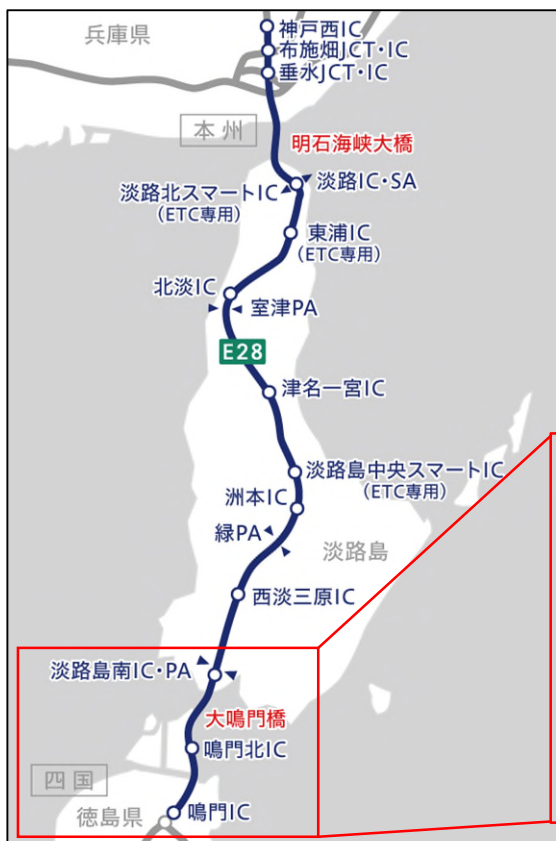 兵庫県
神戸西IC
布施畑JCT・IC
垂水JCT・IC
本州
明石海峡大橋
淡路IC・SA
淡路北スマートIC
(ETC専用)
東浦IC
(ETC専用)
北淡IC
室津PA
E28
津名一宮IC
淡路島中央スマートIC
(ETC専用)
洲本IC
緑PA
淡路島
西淡三原IC
淡路島南IC・PA
大鳴門橋
鳴門北IC
四国
徳島県
鳴門IC